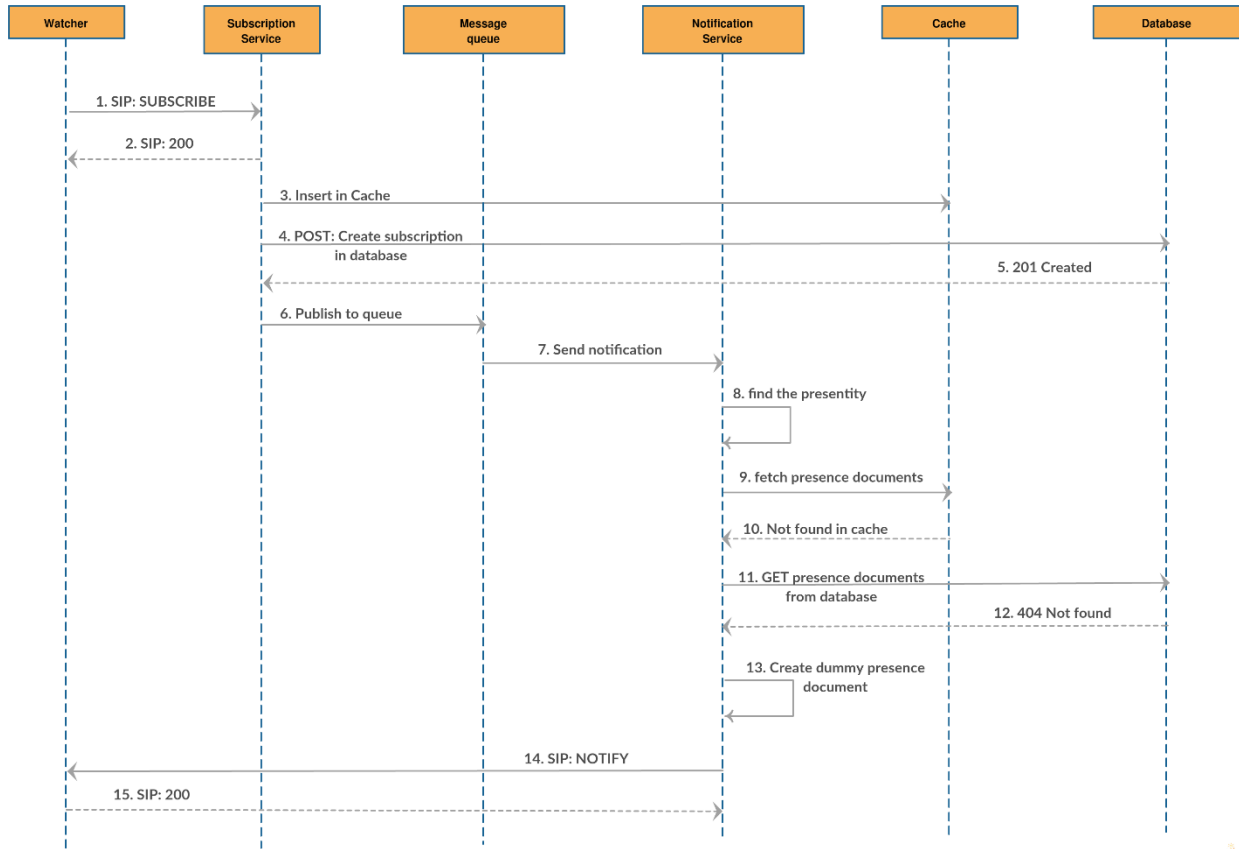 Watcher
Subscription
Service
Message
queue
Notification
Service
Cache
Database
1. SIP: SUBSCRIBE
2. SIP: 200
3. Insert in Cache
4. POST: Create subscription
in database
5. 201 Created
6. Publish to queue
7. Send notification
8. find the presentity
9. fetch presence documents
10. Not found in cache
11. GET presence documents
from database
12. 404 Not found
13. Create dummy presence
document
14. SIP: NOTIFY
15. SIP: 200